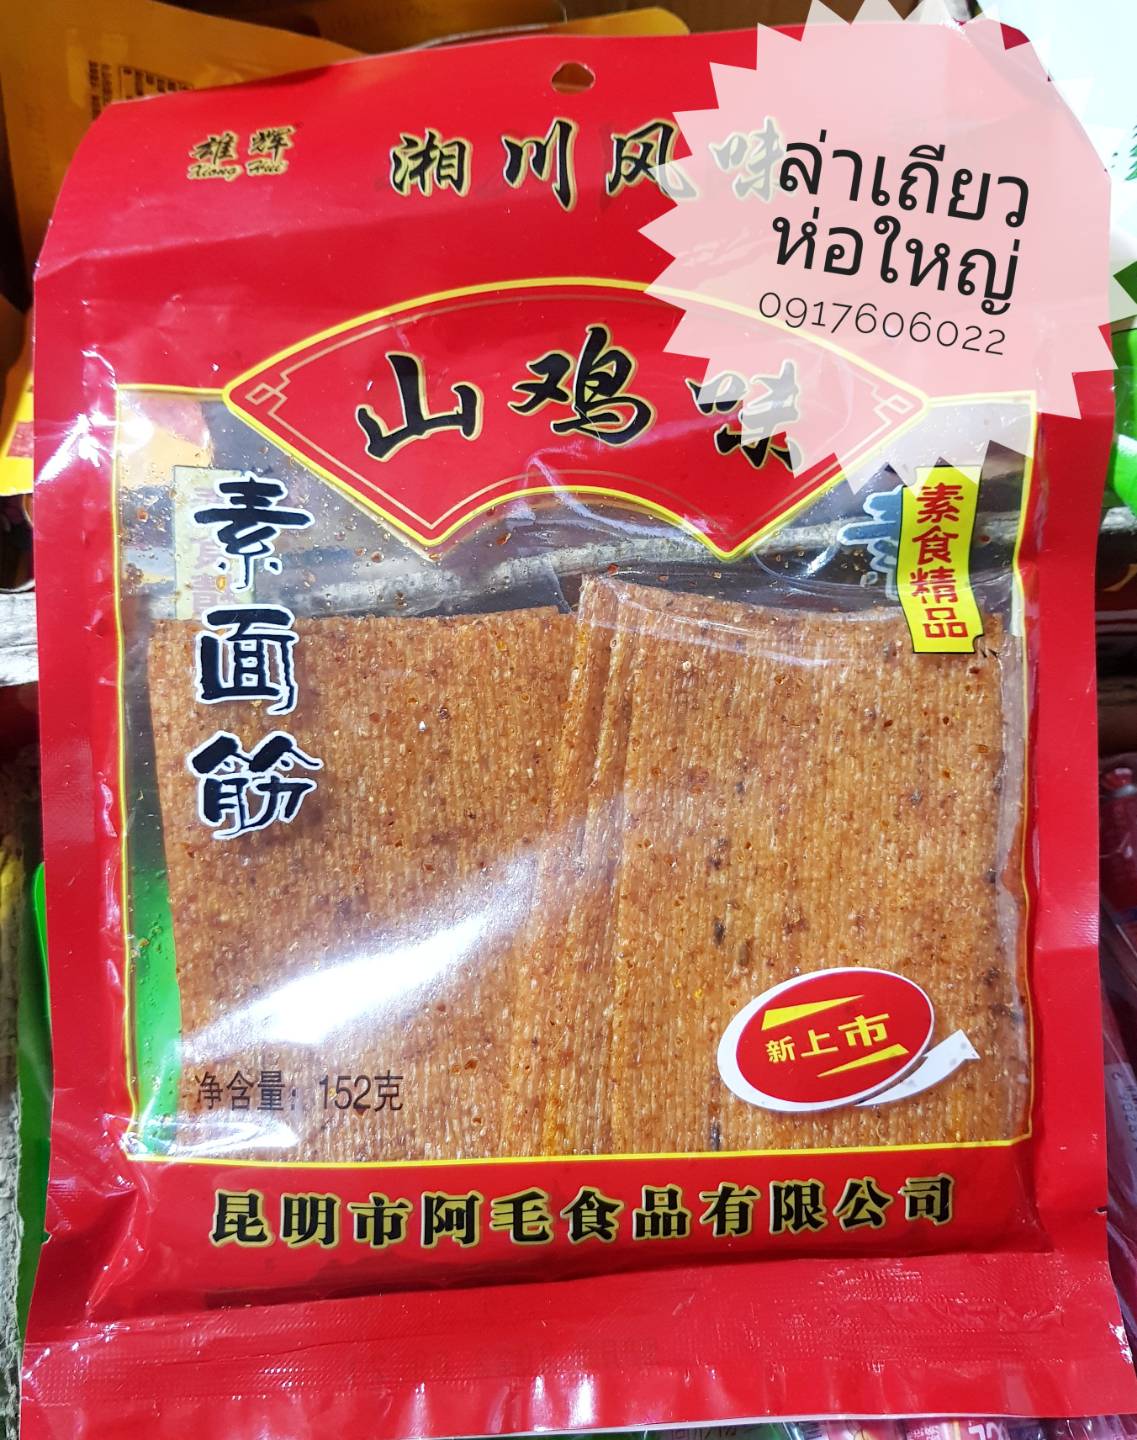 雄辉
Xiong Hui
湘川风味
ล่าเถียว
ห่อใหญ่
0917606022
山鸡味
素面筋
素食精品
新上市
净含量：152克
昆明市阿毛食品有限公司